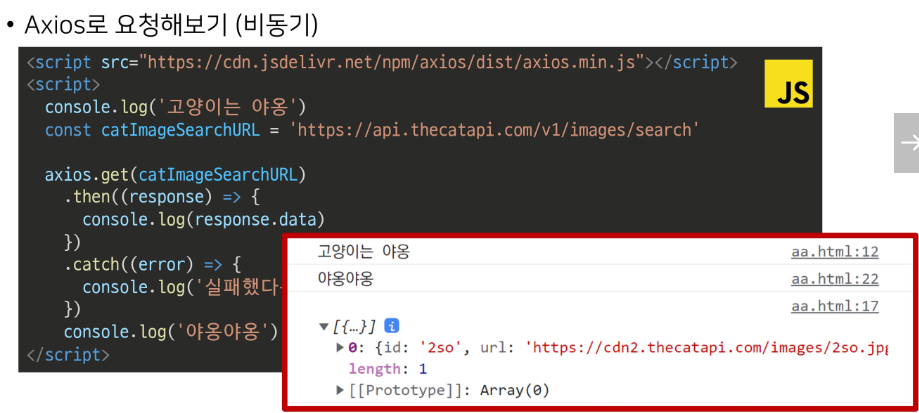 • Axios로 요청해보기 (비동기)
<script src="https://cdn.jsdelivr.net/npm/axios/dist/axios.min.js"></script>
<script>
console.log('고양이는 야옹')
const catImageSearchURL = 'https://api.thecatapi.com/v1/images/search'
axios.get(catImageSearchURL)
.then((response) => {
console.log(response.data)
})
.catch((error) => {
console.log('실패했다
})
console.log('야옹야옹')
</script>
JS
고양이는 야옹 aa.html:12
야옹야옹 aa.html:22
aa.html:17
▼[{…}] i
▶0: {id: '2so', url: 'https://cdn2.thecatapi.com/images/2so.jpg
length: 1
▶[[Prototype]]: Array(0)